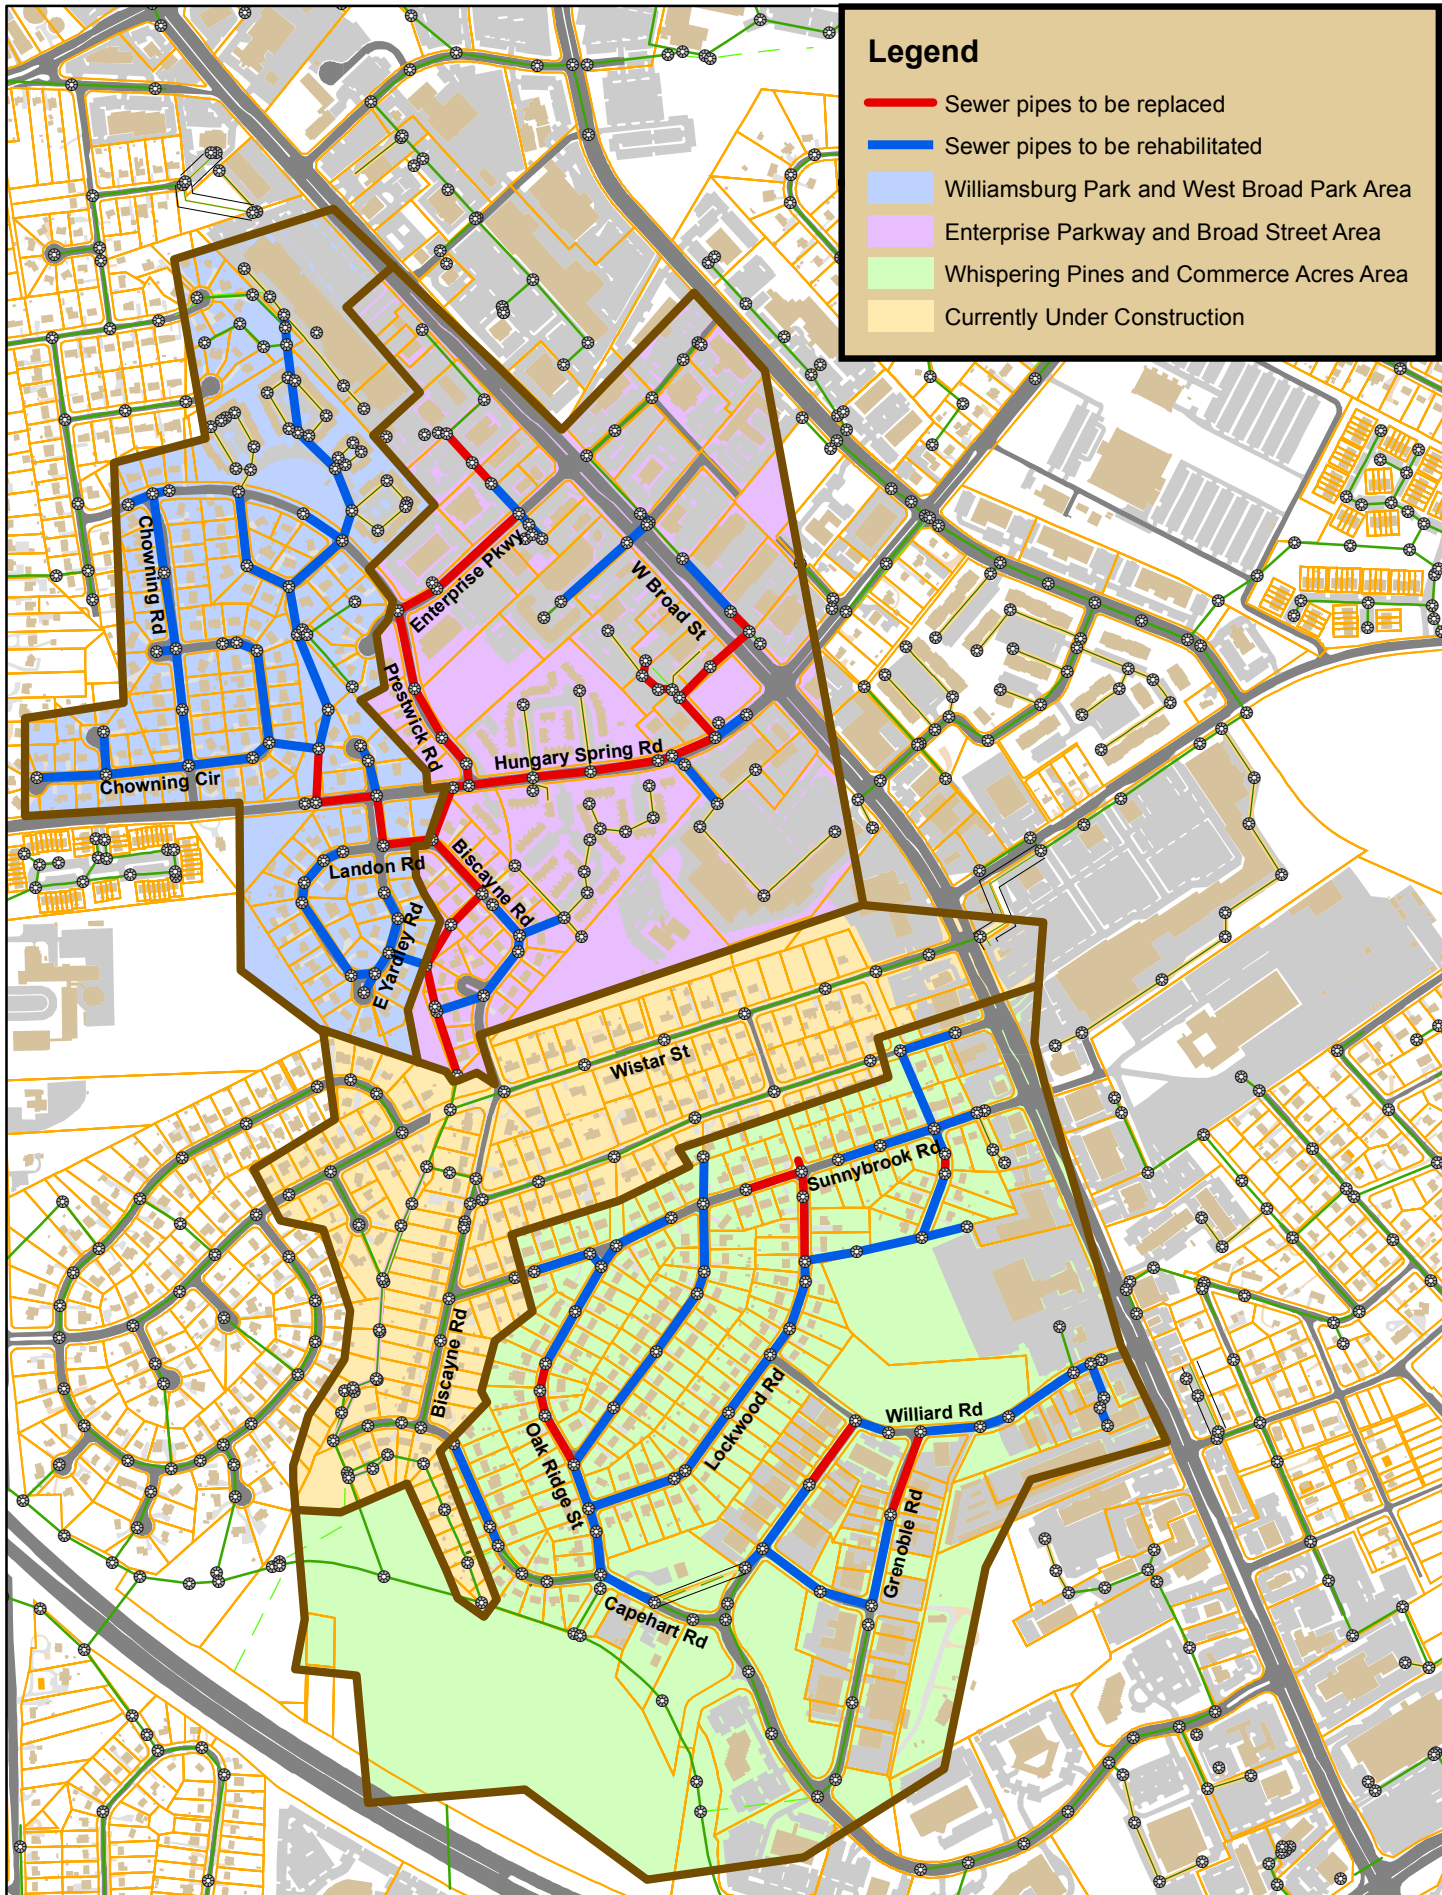 Legend
Sewer pipes to be replaced
Sewer pipes to be rehabilitated
Williamsburg Park and West Broad Park Area
Enterprise Parkway and Broad Street Area
Whispering Pines and Commerce Acres Area
Currently Under Construction
Chowning Rd
Enterprise Pkwy
W Broad St
Prestwick Rd
Hungary Spring Rd
Chowning Cir
Landon Rd
Biscayne Rd
E Yardley Rd
Wistar St
Sunnybrook Rd
Biscayne Rd
Lockwood Rd
Williard Rd
Oak Ridge St
Grenoble Rd
Capehart Rd